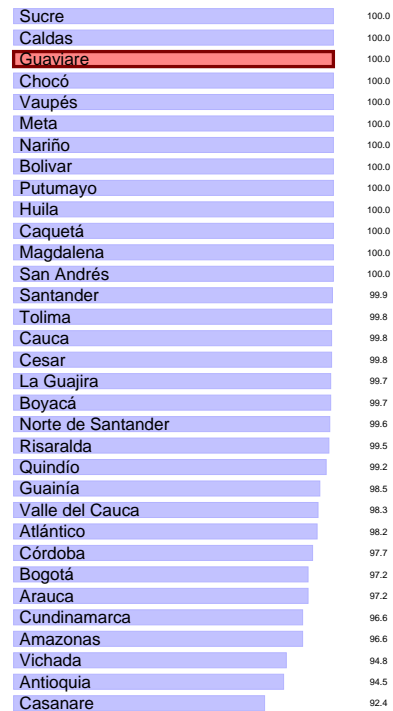 Sucre 100.0
Caldas 100.0
Guaviare 100.0
Chocó 100.0
Vaupés 100.0
Meta 100.0
Nariño 100.0
Bolivar 100.0
Putumayo 100.0
Huila 100.0
Caquetá 100.0
Magdalena 100.0
San Andrés 100.0
Santander 99.9
Tolima 99.8
Cauca 99.8
Cesar 99.8
La Guajira 99.7
Boyacá 99.7
Norte de Santander 99.6
Risaralda 99.5
Quindío 99.2
Guainía 98.5
Valle del Cauca 98.3
Atlántico 98.2
Córdoba 97.7
Bogotá 97.2
Arauca 97.2
Cundinamarca 96.6
Amazonas 96.6
Vichada 94.8
Antioquia 94.5
Casanare 92.4